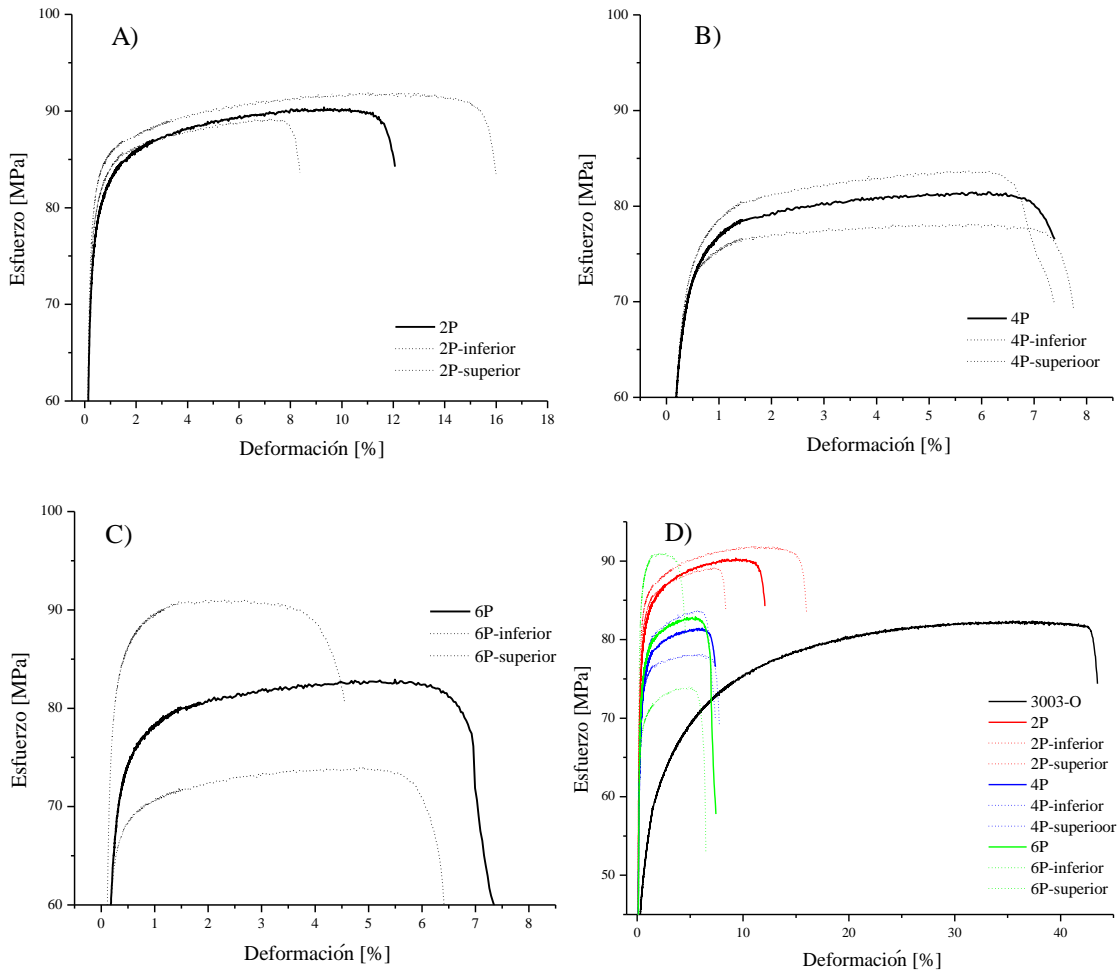 A)
100
90
80
70
60
Esfuerzo [MPa]
2P
2P-inferior
2P-superior
0 2 4 6 8 10 12 14 16 18
Deformación [%]
B)
100
90
80
70
60
Esfuerzo [MPa]
4P
4P-inferior
4P-superioor
0 1 2 3 4 5 6 7 8
Deformación [%]
C)
100
90
80
70
60
Esfuerzo [MPa]
6P
6P-inferior
6P-superior
0 1 2 3 4 5 6 7 8
Deformación [%]
D)
90
80
70
60
50
Esfuerzo [MPa]
3003-O
2P
2P-inferior
2P-superior
4P
4P-inferior
4P-superioor
6P
6P-inferior
6P-superior
0 10 20 30 40
Deformación [%]